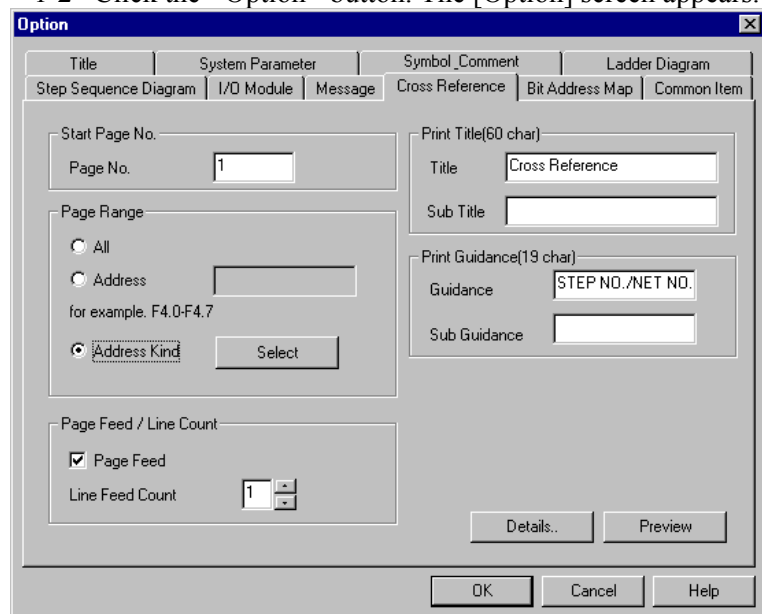 1-2 Click the "Option" button. The [Option] screen appears.
Option
Title System Parameter Symbol_Comment Ladder Diagram
Step Sequence Diagram I/O Module Message Cross Reference Bit Address Map Common Item
Start Page No.
Page No. 1
Page Range
All
Address
for example. F4.0-F4.7
Address Kind Select
Page Feed / Line Count
Page Feed
Line Feed Count 1
Print Title(60 char)
Title Cross Reference
Sub Title
Print Guidance(19 char)
Guidance STEP NO./NET NO.
Sub Guidance
Details.. Preview
OK Cancel Help